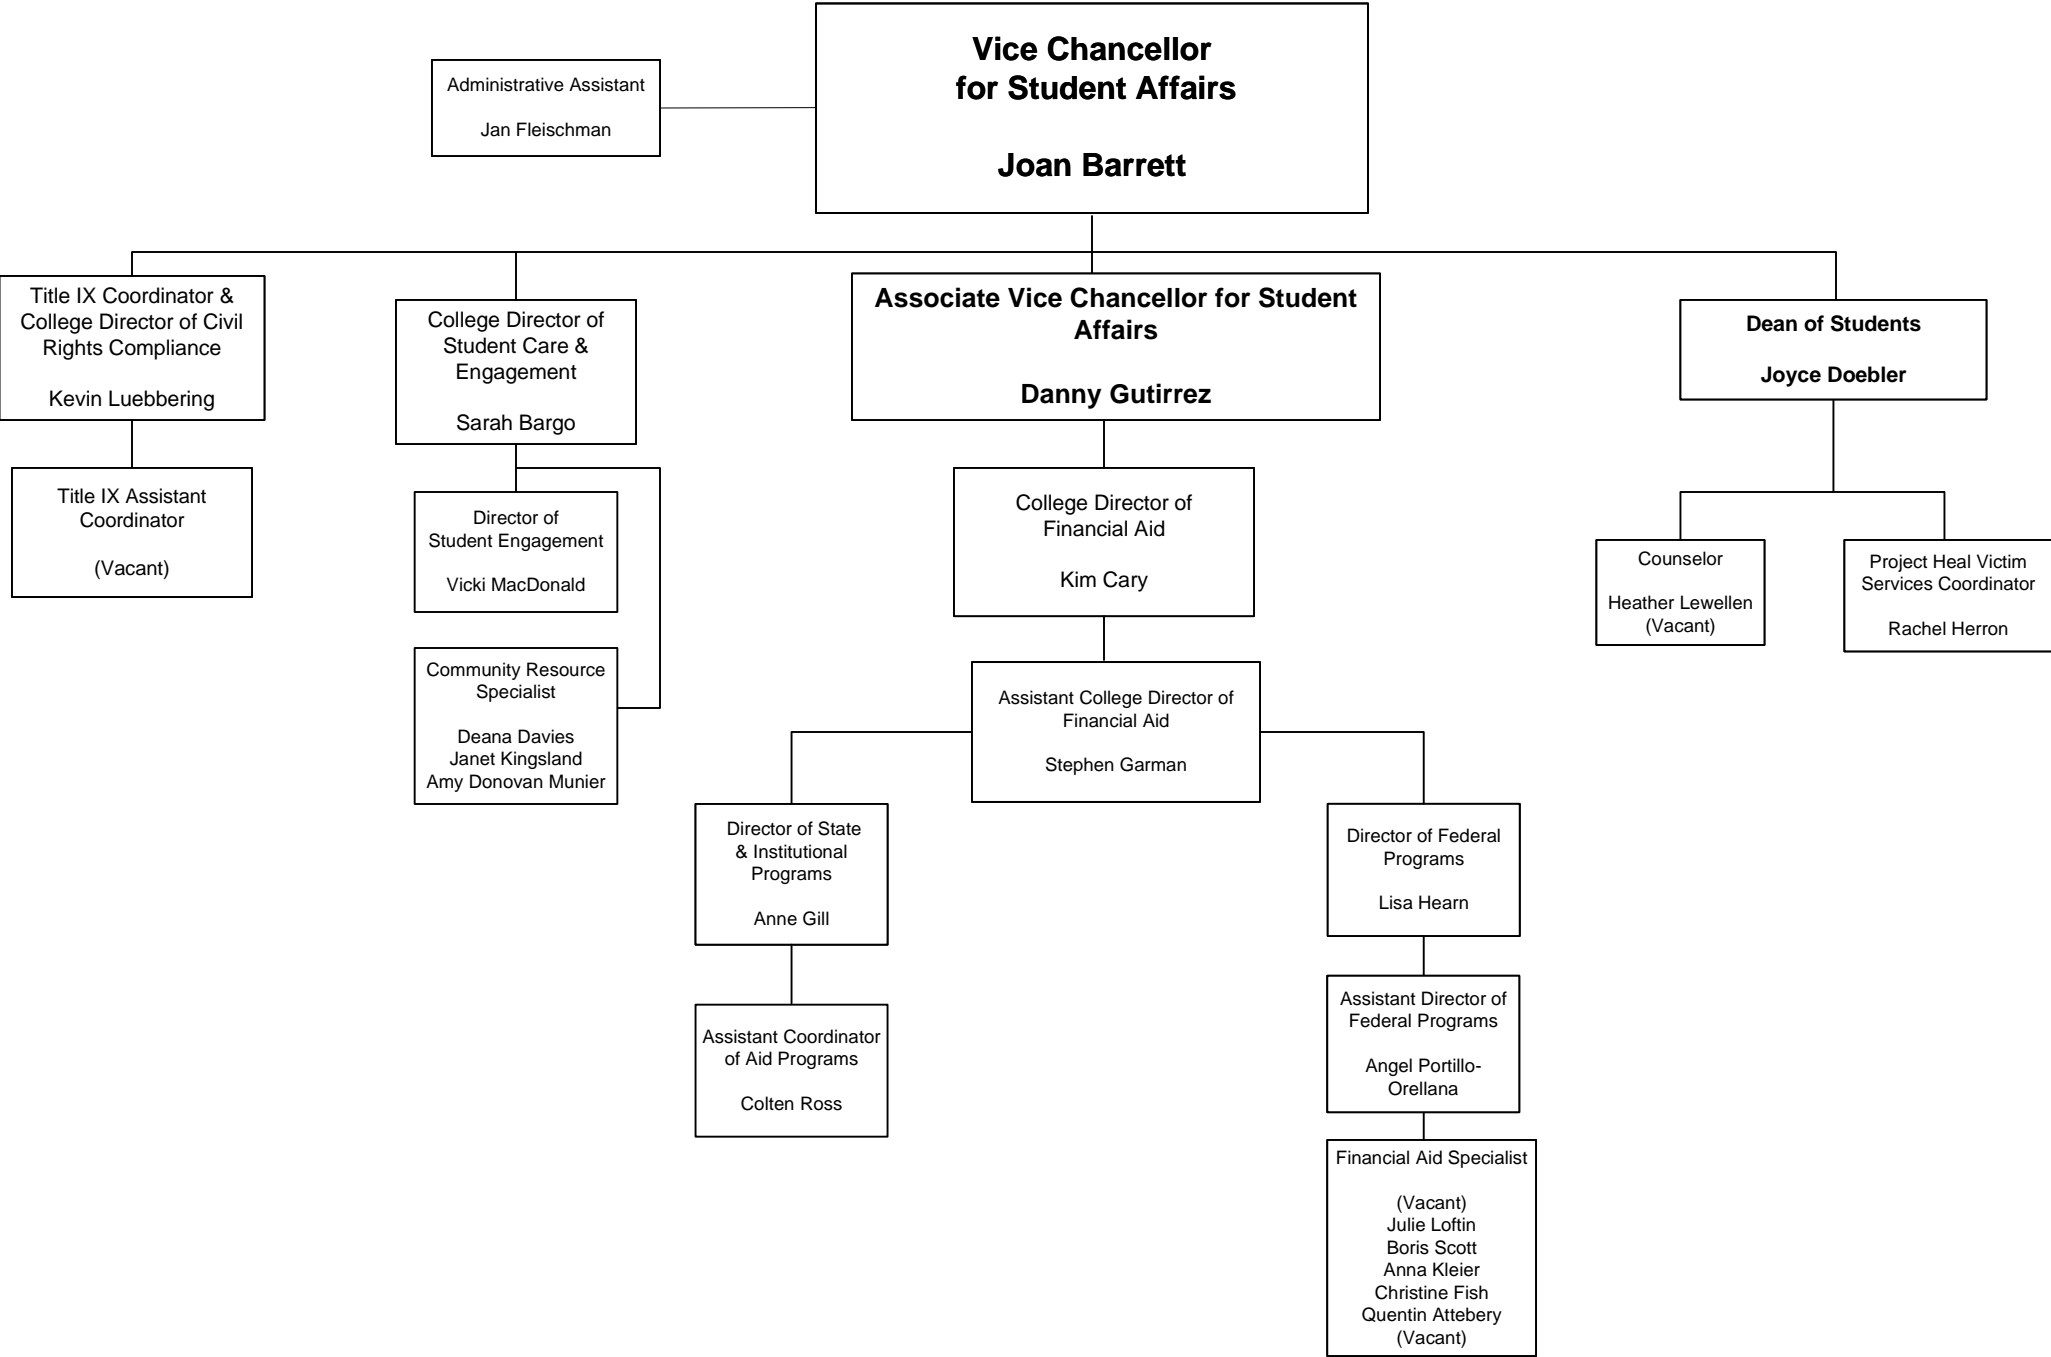 Vice Chancellor
for Student Affairs
Joan Barrett
Administrative Assistant
Jan Fleischman
Title IX Coordinator &
College Director of Civil
Rights Compliance
Kevin Luebbering
College Director of
Student Care &
Engagement
Sarah Bargo
Associate Vice Chancellor for Student
Affairs
Danny Gutirrez
Dean of Students
Joyce Doebler
Title IX Assistant
Coordinator
(Vacant)
Director of
Student Engagement
Vicki MacDonald
Community Resource
Specialist
Deana Davies
Janet Kingsland
Amy Donovan Munier
College Director of
Financial Aid
Kim Cary
Counselor
Heather Lewellen
(Vacant)
Project Heal Victim
Services Coordinator
Rachel Herron
Assistant College Director of
Financial Aid
Stephen Garman
Director of State
& Institutional
Programs
Anne Gill
Director of Federal
Programs
Lisa Hearn
Assistant Coordinator
of Aid Programs
Colten Ross
Assistant Director of
Federal Programs
Angel Portillo-
Orellana
Financial Aid Specialist
(Vacant)
Julie Loftin
Boris Scott
Anna Kleier
Christine Fish
Quentin Attebery
(Vacant)